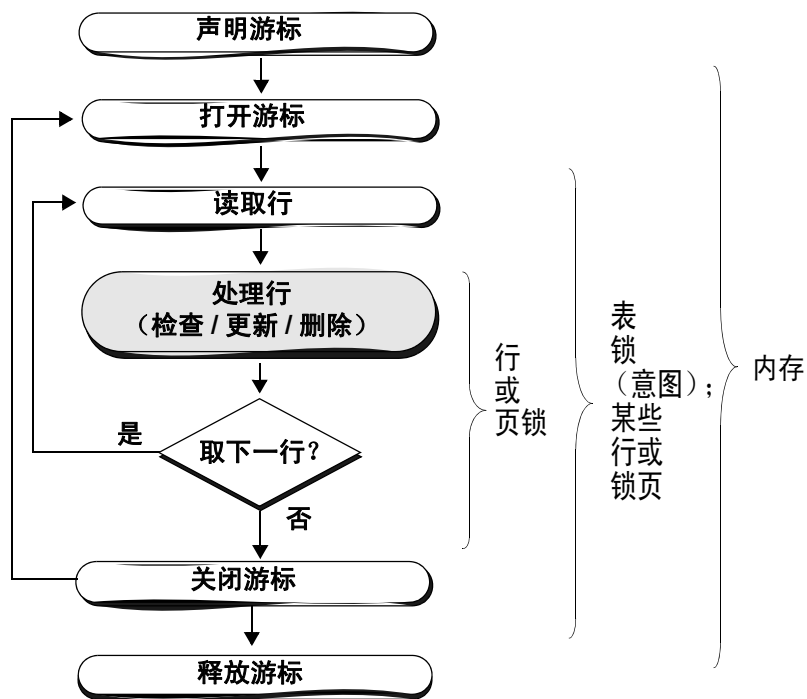 声明游标
打开游标
读取行
处理行
（检查 / 更新 / 删除）
是
取下一行？
否
关闭游标
释放游标
行
或
页锁
表
锁
（意图）；
某些
行或
锁页
内存